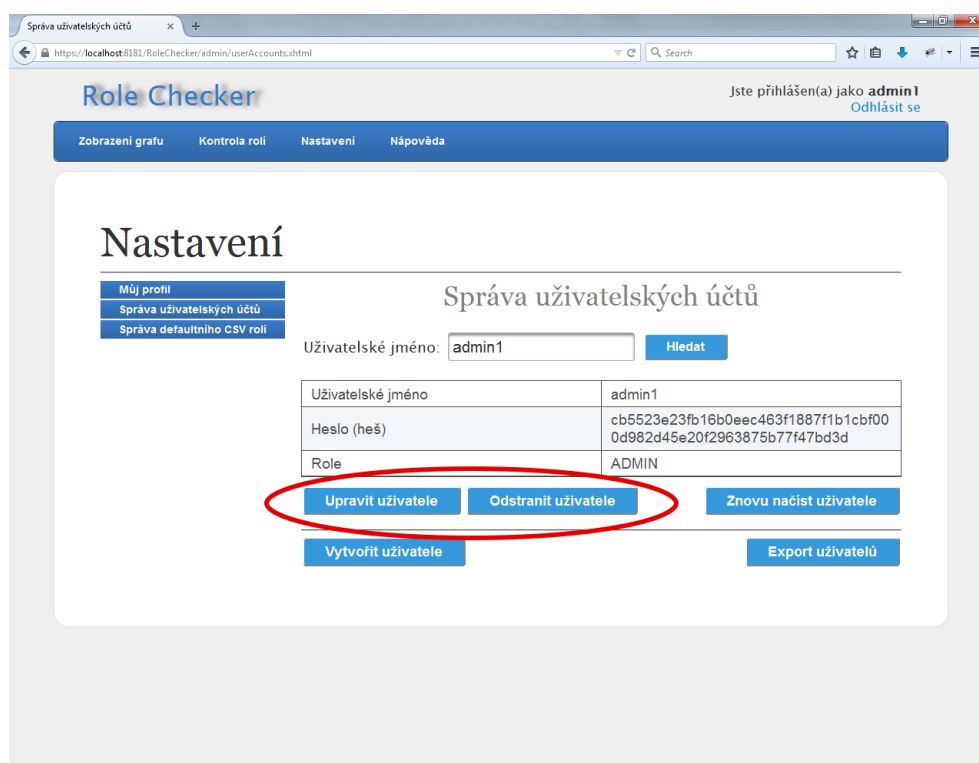 Správa uživatelských účtů
https://localhost:8181/RoleChecker/admin/userAccounts.xhtml
Search
Role Checker
Jste přihlášen(a) jako admin1
Odhlásit se
Zobrazení grafu Kontrola rolí Nastavení Nápověda
Nastavení
Můj profil
Správa uživatelských účtů
Správa defaultního CSV rolí
Správa uživatelských účtů
Uživatelské jméno: admin1 Hledat
Uživatelské jméno admin1
Heslo (heš) cb5523e23fb16b0eec463f1887f1b1cbf00
0d982d45e20f2963875b77f47bd3d
Role ADMIN
Upravit uživatele Odstranit uživatele Znovu načíst uživatele
Vytvořit uživatele Export uživatelů